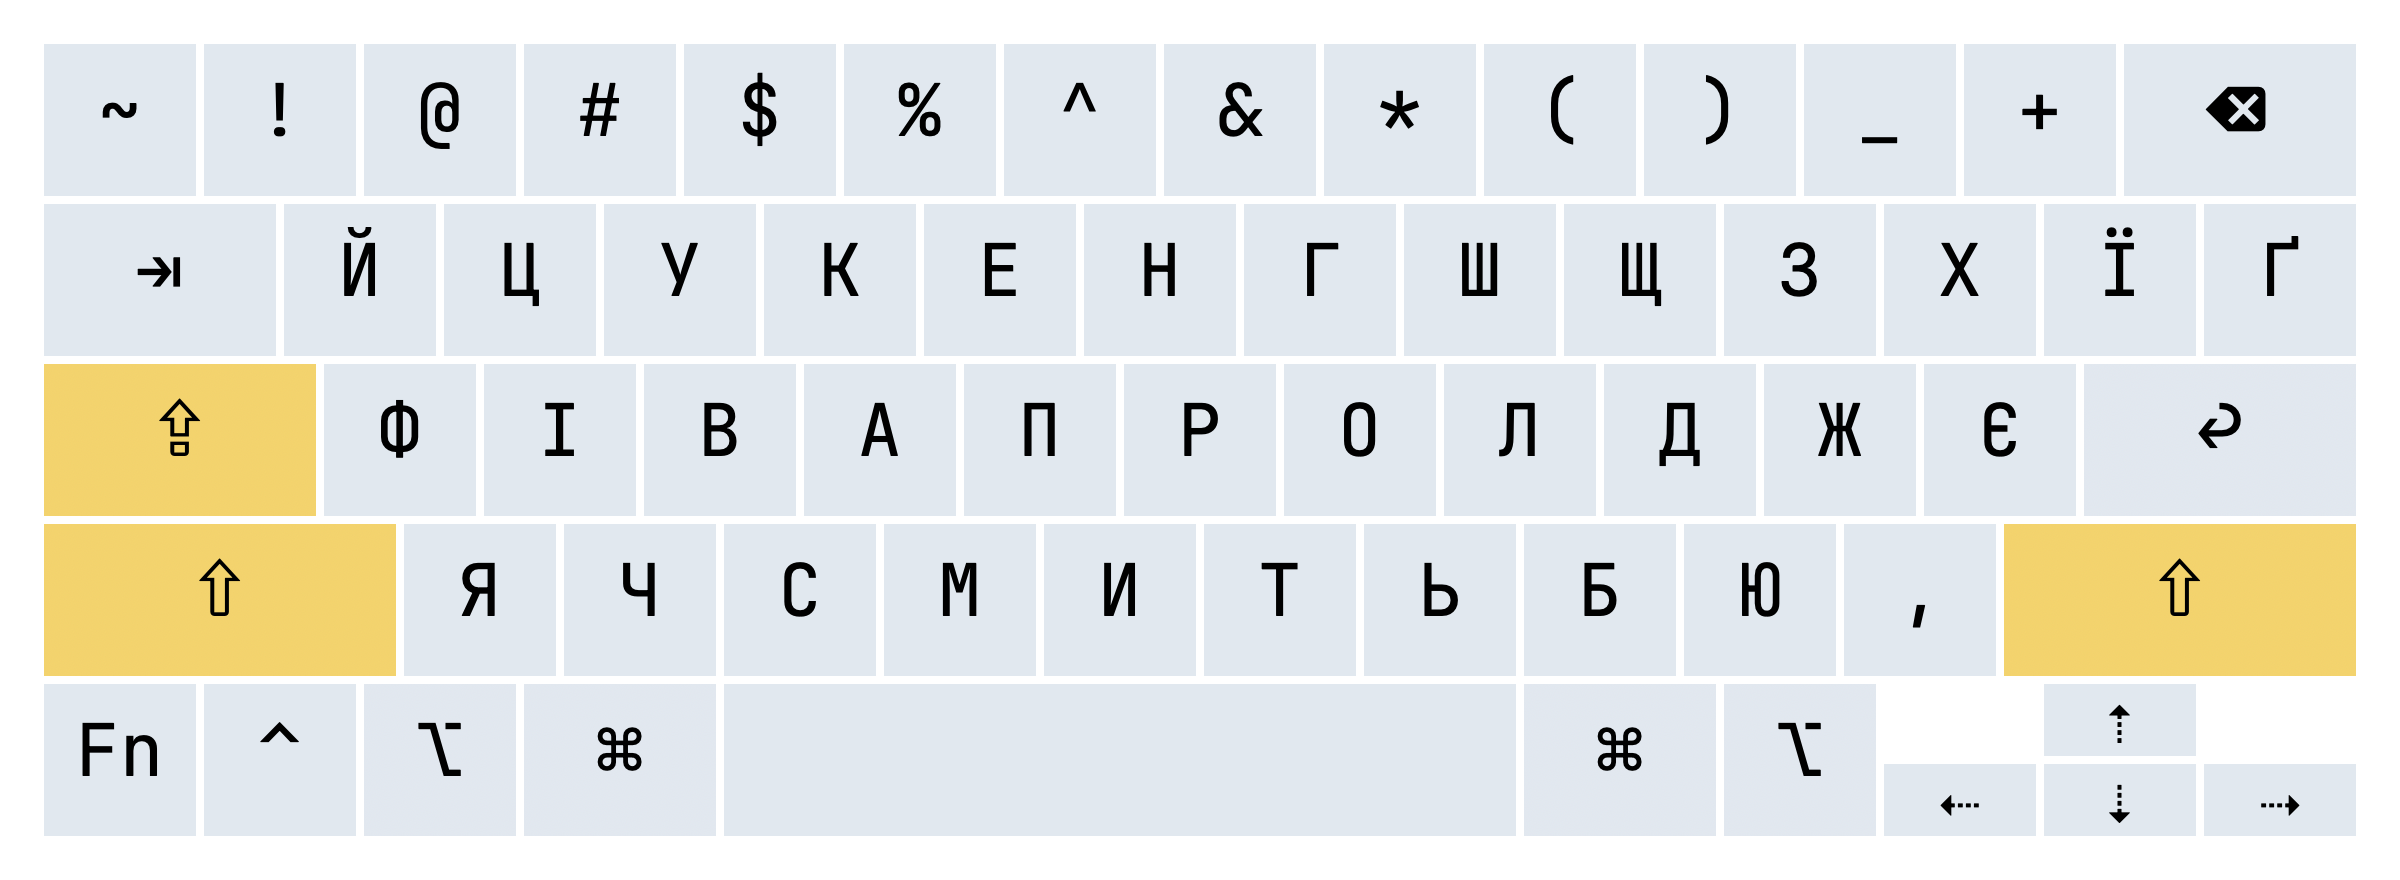 ~ ! @ # $ % ^ & * ( ) _ + ⌫
⇥ Й Ц У К Е Н Г Ш Щ З Х Ї Ґ
⇪ Ф І В А П Р О Л Д Ж Є ↩
⇧ Я Ч С М И Т Ь Б Ю , ⇧
Fn ^ ⌥ ⌘ ⌘ ⌥ ⇡
⇠ ⇣ ⇢